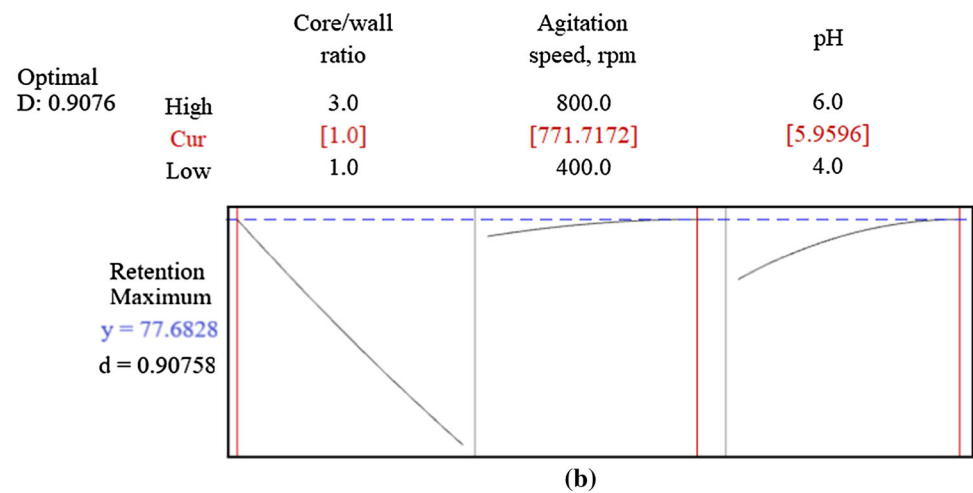 Core/wall
ratio
Agitation
speed, rpm
pH
Optimal
D: 0.9076
High 3.0 800.0 6.0
Cur [1.0] [771.7172] [5.9596]
Low 1.0 400.0 4.0
Retention
Maximum
y = 77.6828
d = 0.90758
(b)